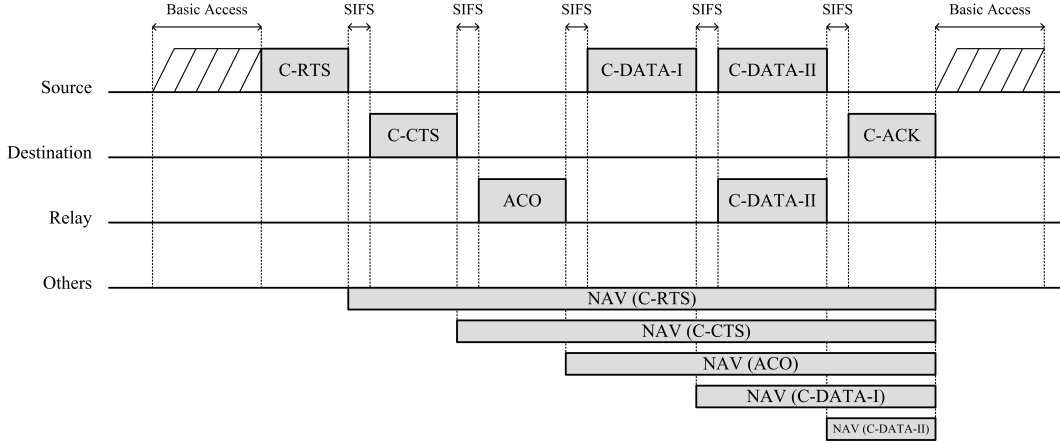 Basic Access SIFS SIFS SIFS SIFS SIFS Basic Access
Source C-RTS C-DATA-I C-DATA-II
Destination C-CTS C-ACK
Relay ACO C-DATA-II
Others
NAV (C-RTS)
NAV (C-CTS)
NAV (ACO)
NAV (C-DATA-I)
NAV (C-DATA-II)